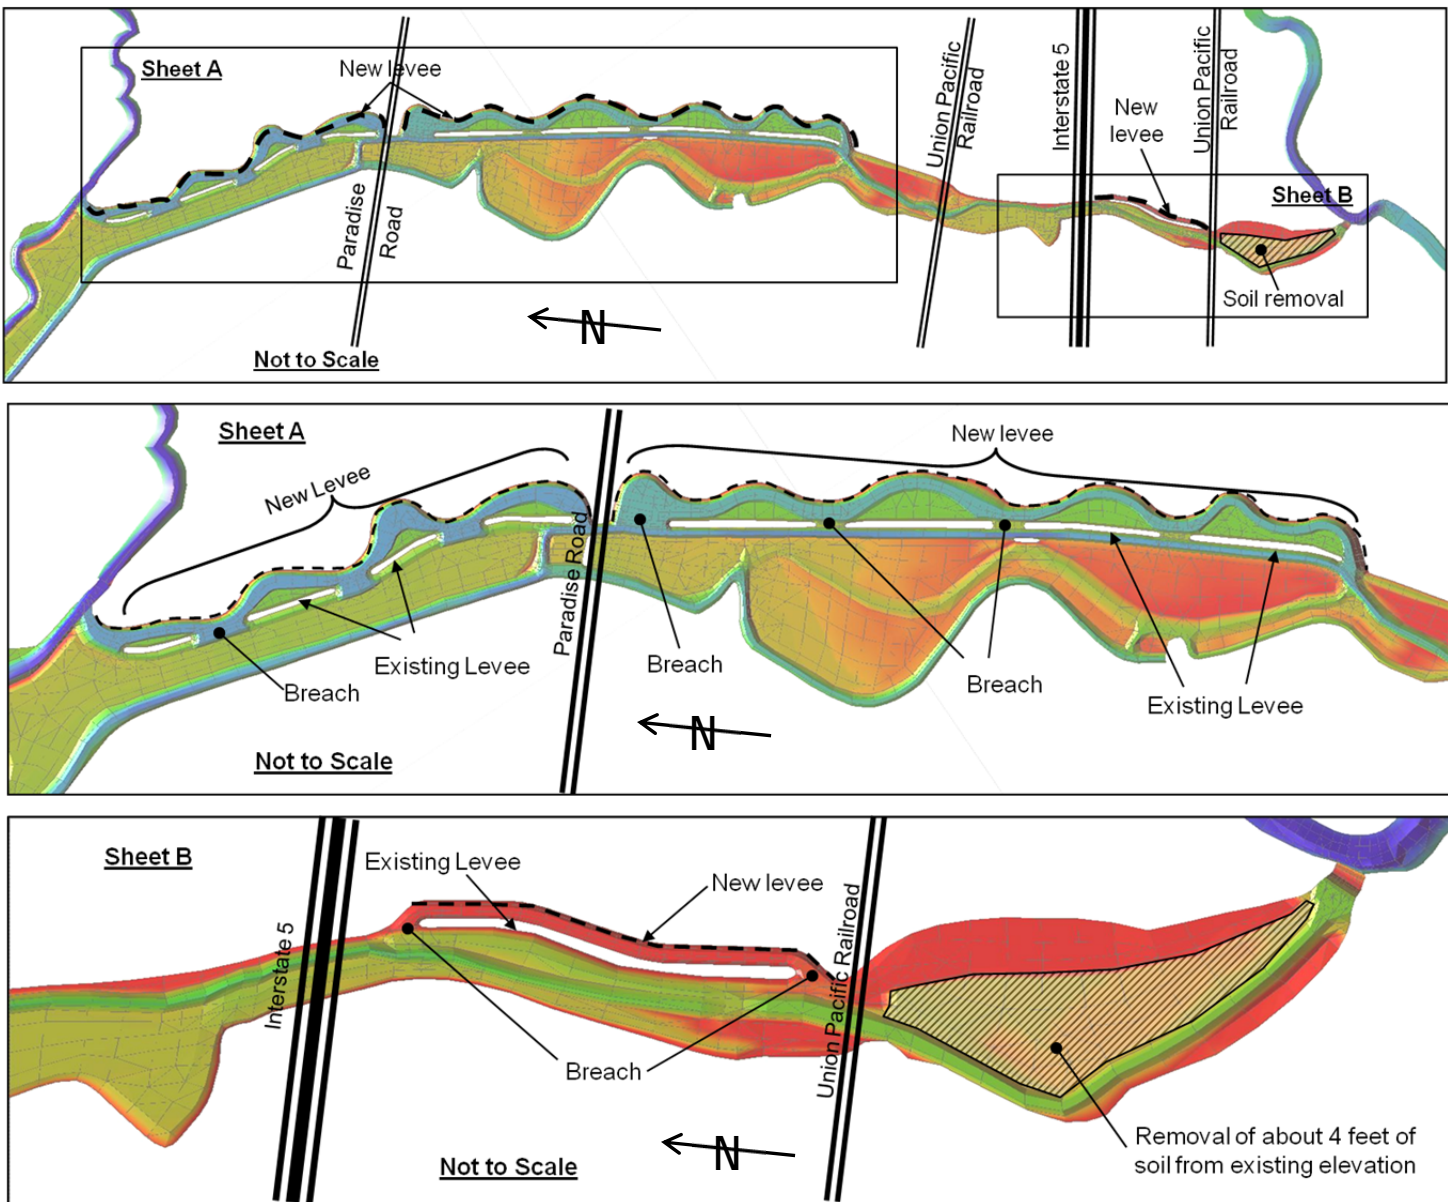 Sheet A
New levee
Paradise
Road
Union Pacific
Railroad
Interstate 5
New
levee
Union Pacific
Railroad
Sheet B
Soil removal
N
Not to Scale
Sheet A
New Levee
New levee
Paradise Road
Breach
Existing Levee
Breach
Breach
Existing Levee
N
Not to Scale
Sheet B
Existing Levee
New levee
Interstate 5
Union Pacific Railroad
Breach
N
Not to Scale
Removal of about 4 feet of
soil from existing elevation